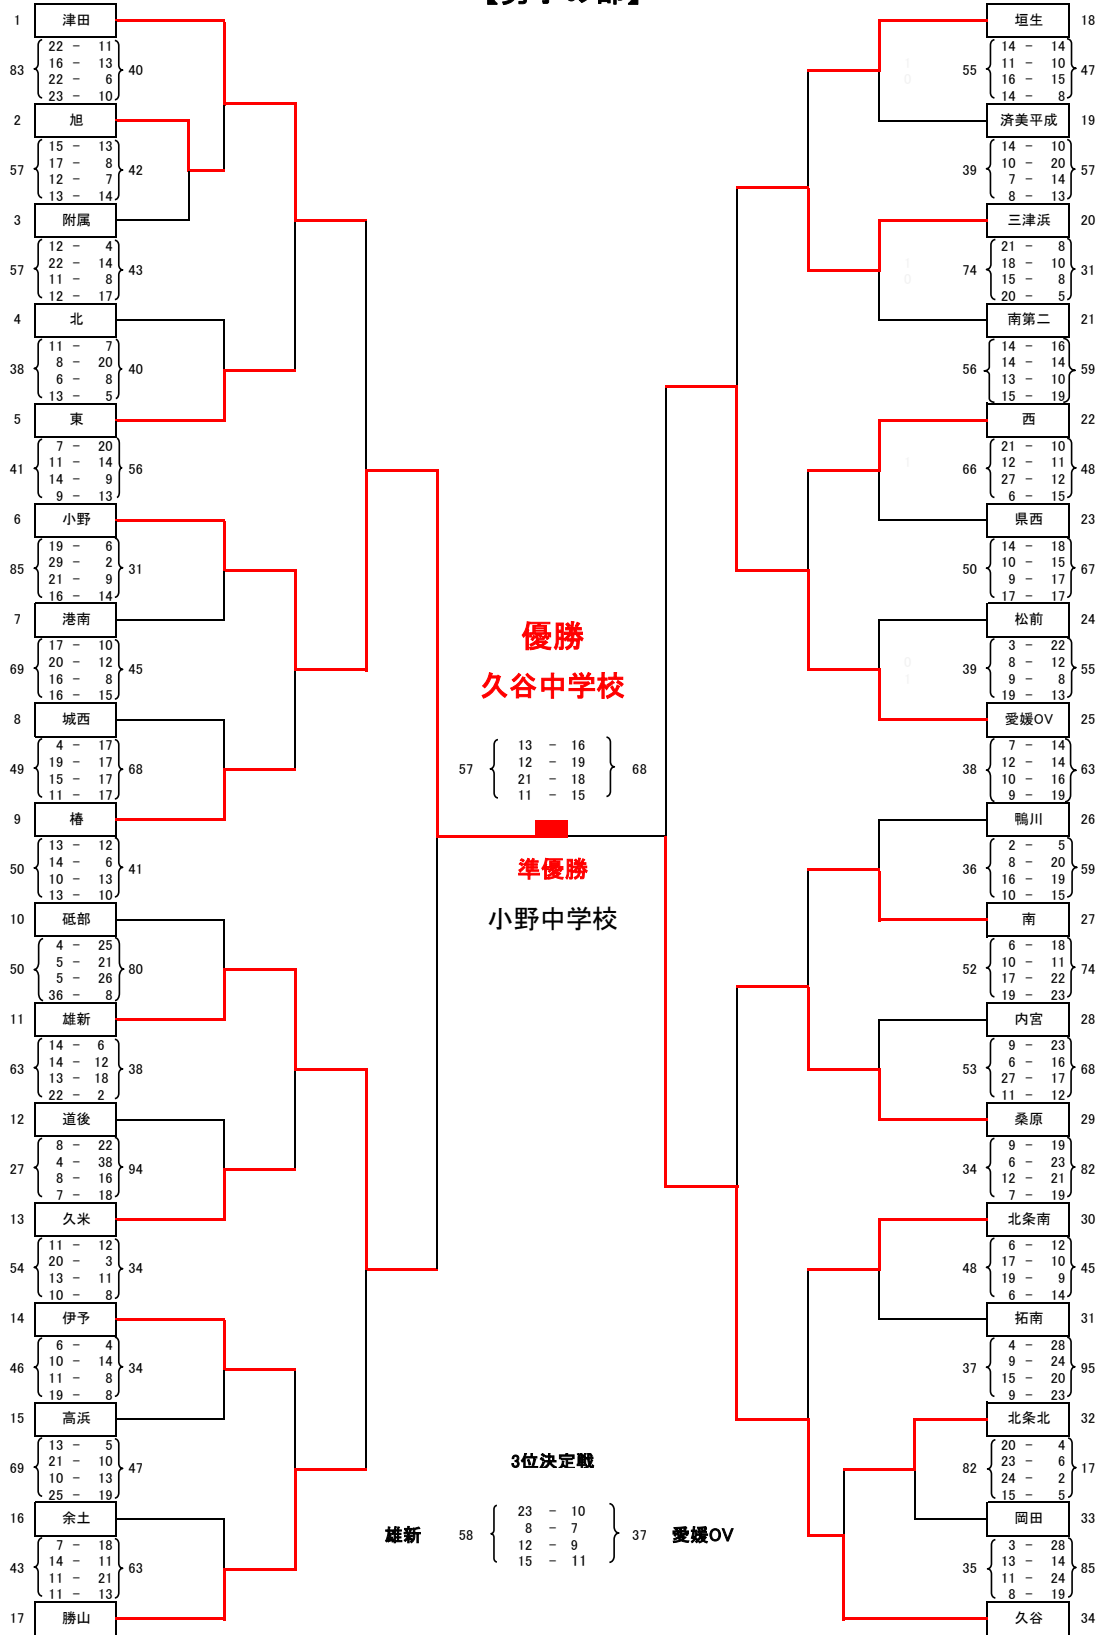 1 津田
83 22 - 11 40
16 - 13
22 - 6
23 - 10
2 旭
57 15 - 13 42
17 - 8
12 - 7
13 - 14
3 附属
57 12 - 4 43
22 - 14
11 - 8
12 - 17
4 北
38 11 - 7 40
8 - 20
6 - 8
13 - 5
5 東
41 7 - 20 56
11 - 14
14 - 9
9 - 13
6 小野
85 19 - 6 31
29 - 2
21 - 9
16 - 14
7 港南
69 17 - 10 45
20 - 12
16 - 8
16 - 15
8 城西
49 4 - 17 68
19 - 17
15 - 17
11 - 17
9 椿
50 13 - 12 41
14 - 6
10 - 13
13 - 10
10 砥部
50 4 - 25 80
5 - 21
5 - 26
36 - 8
11 雄新
63 14 - 6 38
14 - 12
13 - 18
22 - 2
12 道後
27 8 - 22 94
4 - 38
8 - 16
7 - 18
13 久米
54 11 - 12 34
20 - 3
13 - 11
10 - 8
14 伊予
46 6 - 4 34
10 - 14
11 - 8
19 - 8
15 高浜
69 13 - 5 47
21 - 10
10 - 13
25 - 19
16 余土
43 7 - 18 63
14 - 11
11 - 21
11 - 13
17 勝山
優勝
久谷中学校
57 13 - 16 68
12 - 19
21 - 18
11 - 15
準優勝
小野中学校
3位決定戦
雄新 58 23 - 10 37 愛媛OV
8 - 7
12 - 9
15 - 11
垣生 18
55 14 - 14 47
11 - 10
16 - 15
14 - 8
済美平成 19
39 14 - 10 57
10 - 20
7 - 14
8 - 13
三津浜 20
74 21 - 8 31
18 - 10
15 - 8
20 - 5
南第二 21
56 14 - 16 59
14 - 14
13 - 10
15 - 19
西 22
66 21 - 10 48
12 - 11
27 - 12
6 - 15
県西 23
50 14 - 18 67
10 - 15
9 - 17
17 - 17
松前 24
39 3 - 22 55
8 - 12
9 - 8
19 - 13
愛媛OV 25
38 7 - 14 63
12 - 14
10 - 16
9 - 19
鴨川 26
36 2 - 5 59
8 - 20
16 - 19
10 - 15
南 27
52 6 - 18 74
10 - 11
17 - 22
19 - 23
内宮 28
53 9 - 23 68
6 - 16
27 - 17
11 - 12
桑原 29
34 9 - 19 82
6 - 23
12 - 21
7 - 19
北条南 30
48 6 - 12 45
17 - 10
19 - 9
6 - 14
拓南 31
37 4 - 28 95
9 - 24
15 - 20
9 - 23
北条北 32
82 20 - 4 17
23 - 6
24 - 2
15 - 5
岡田 33
35 3 - 28 85
13 - 14
11 - 24
8 - 19
久谷 34